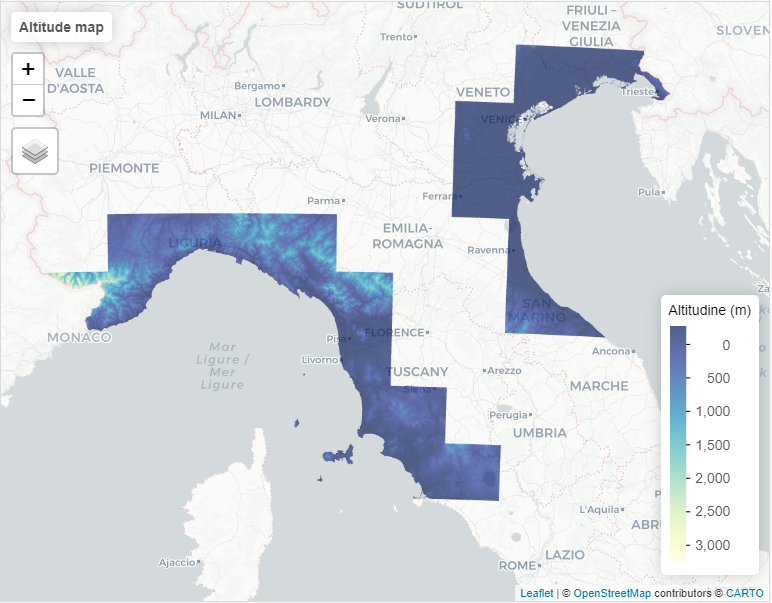 Altitude map
+
−
SÜDTIROL
Trento
FRIULI –
VENEZIA
GIULIA
SLOVEN
VALLE
D'AOSTA
Bergamo
LOMBARDY
MILAN
Verona
VENETO
VENICE
Trieste
PIEMONTE
Parma
Ferrara
Pula
EMILIA-
ROMAGNA
LIGURIA
Ravenna
SAN
MARINO
MONACO
Mar
Ligure /
Mer
Ligure
Pisa
FLORENCE
Livorno
TUSCANY
Arezzo
Siena
Ancona
MARCHE
Perugia
UMBRIA
L'Aquila
ABRU
Ajaccio
LAZIO
ROME
Za
P
Altitudine (m)
0
500
1,000
1,500
2,000
2,500
3,000
Leaflet | © OpenStreetMap contributors © CARTO